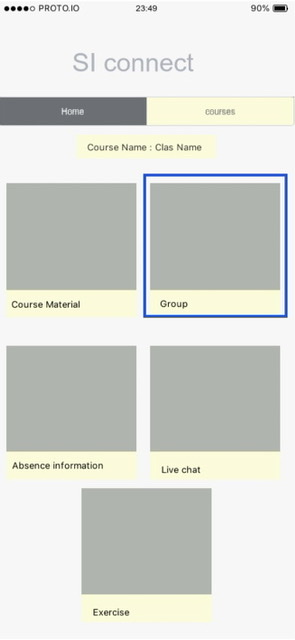 PROTO.IO 23:49 90%
SI connect
Home courses
Course Name : Clas Name
Course Material Group
Absence information Live chat
Exercise